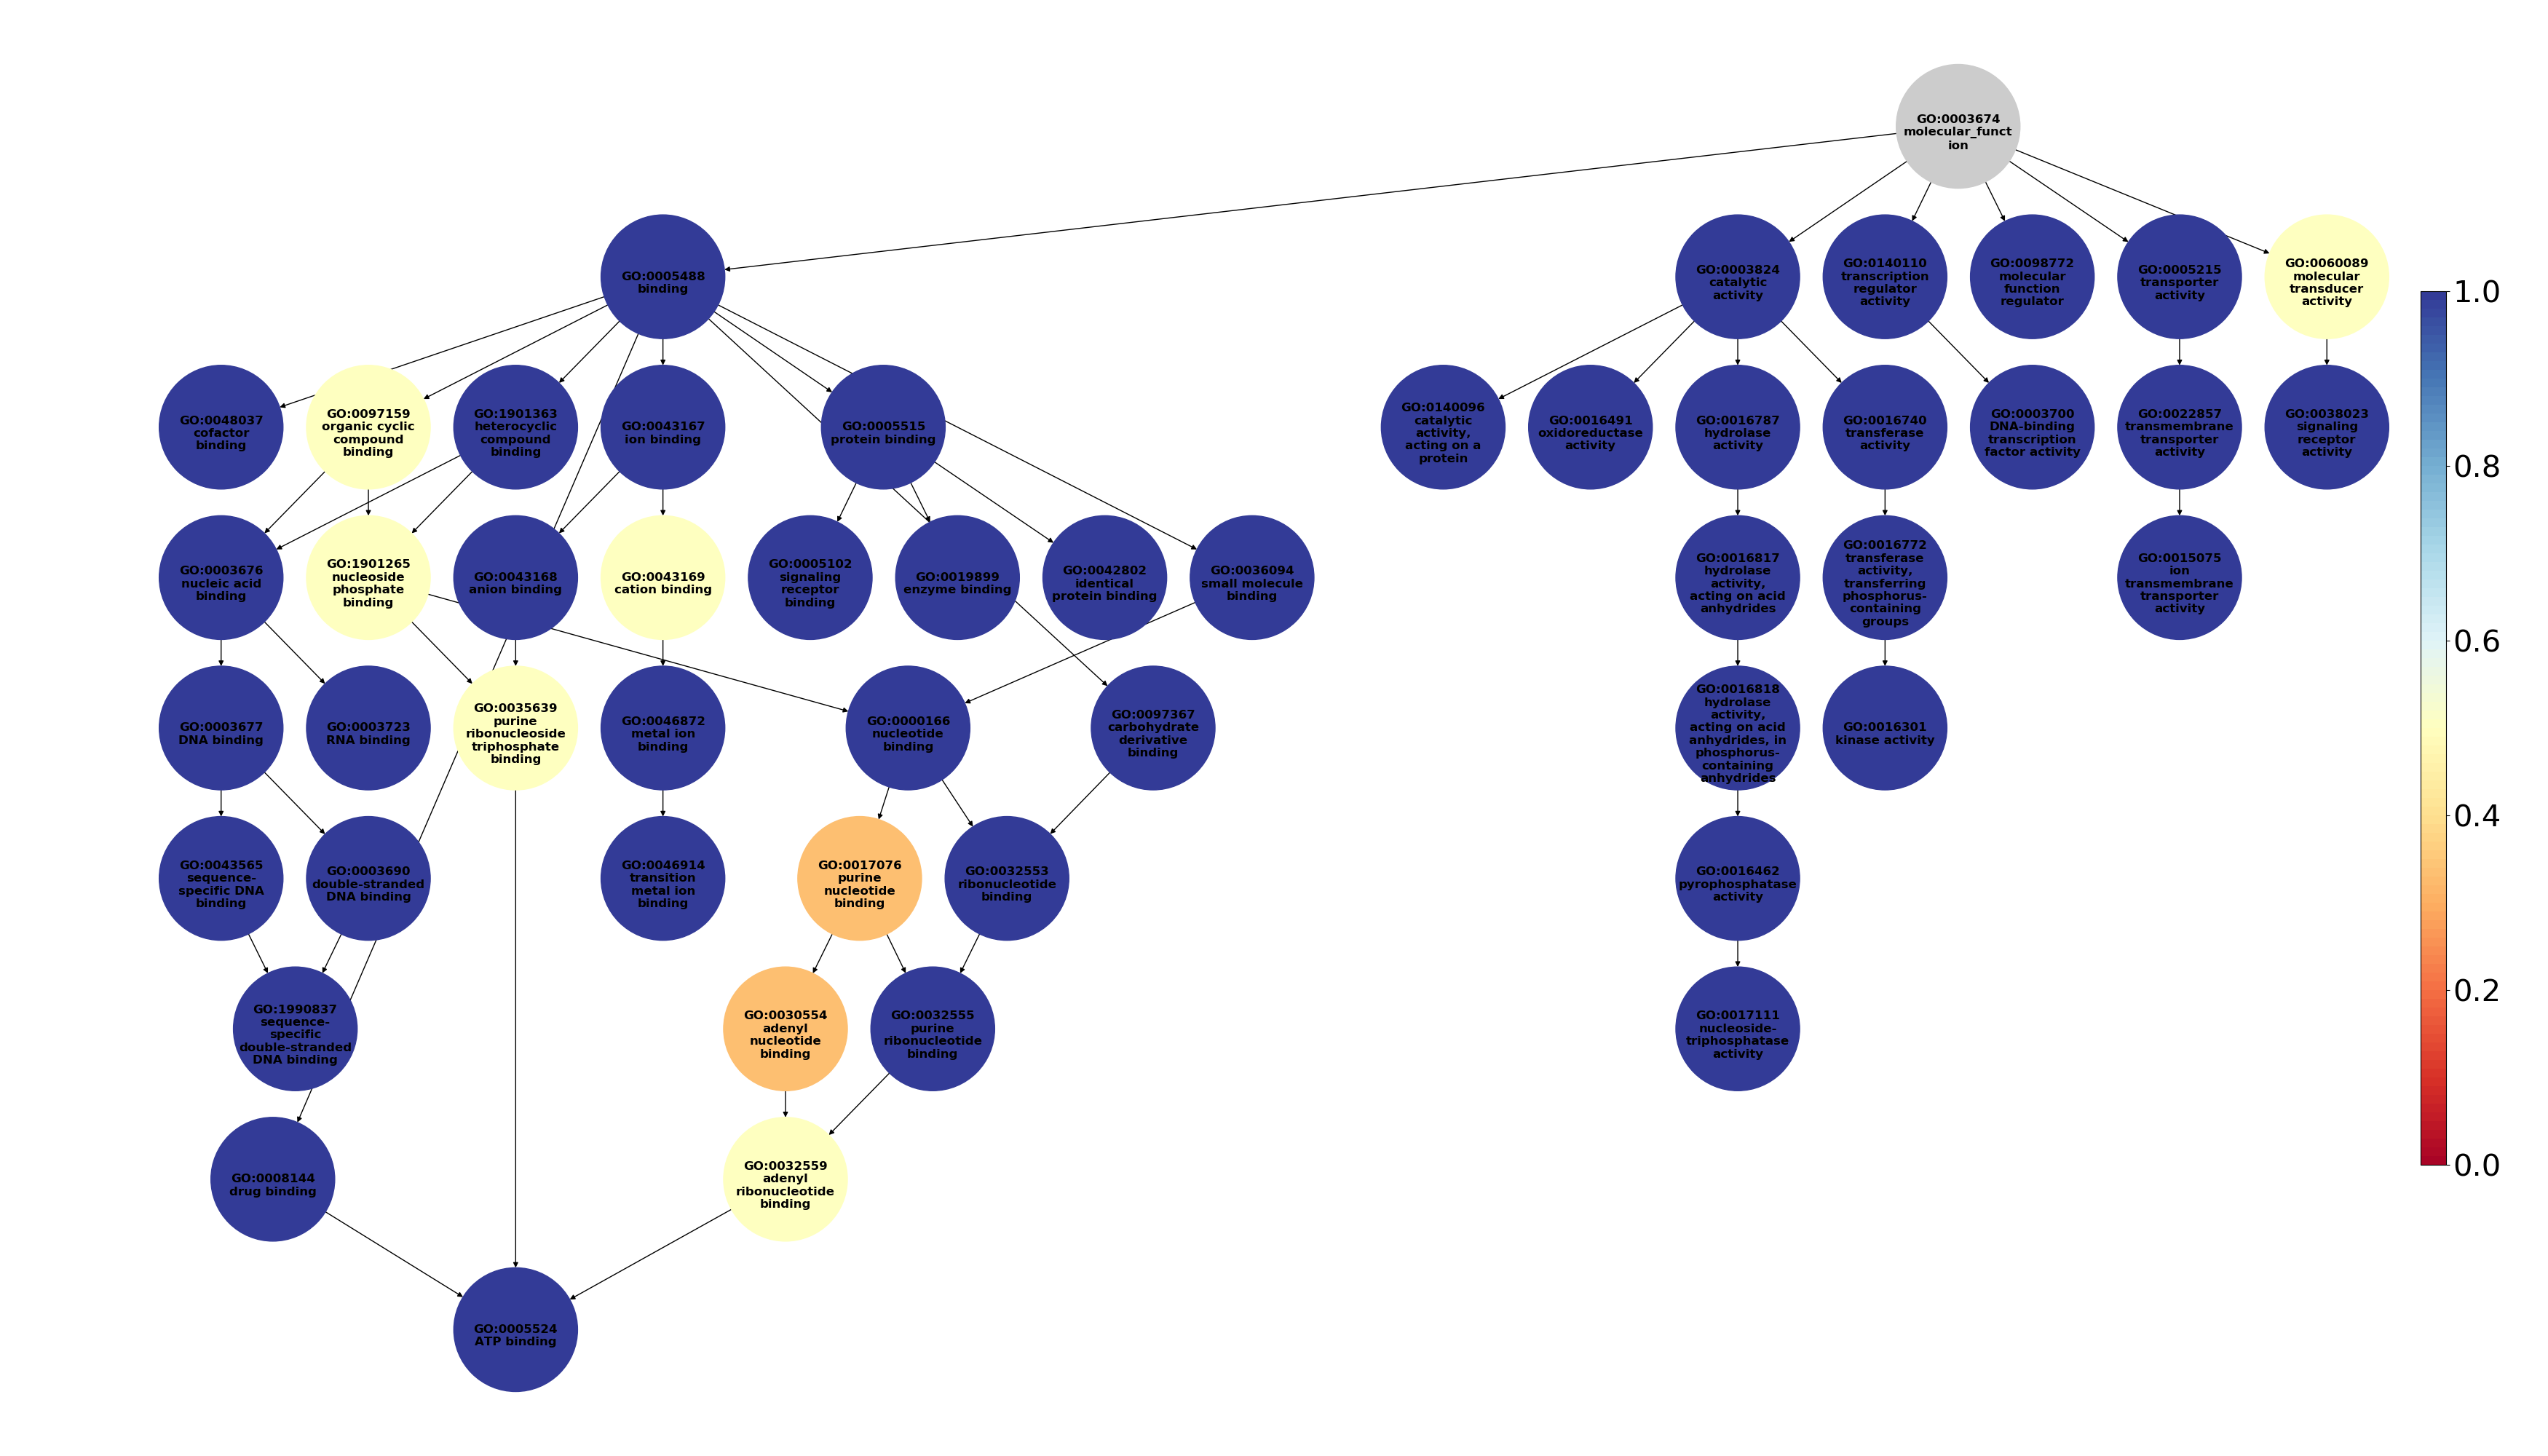 GO:0003674
molecular_funct
ion
GO:0005488
binding
GO:0003824
catalytic
activity
GO:0140110
transcription
regulator
activity
GO:0098772
molecular
function
regulator
GO:0005215
transporter
activity
GO:0060089
molecular
transducer
activity
GO:0048037
cofactor
binding
GO:0097159
organic cyclic
compound
binding
GO:1901363
heterocyclic
compound
binding
GO:0043167
ion binding
GO:0005515
protein binding
GO:0140096
catalytic
activity,
acting on a
protein
GO:0016491
oxidoreductase
activity
GO:0016787
hydrolase
activity
GO:0016740
transferase
activity
GO:0003700
DNA-binding
transcription
factor activity
GO:0022857
transmembrane
transporter
activity
GO:0038023
signaling
receptor
activity
GO:0003676
nucleic acid
binding
GO:1901265
nucleoside
phosphate
binding
GO:0043168
anion binding
GO:0043169
cation binding
GO:0005102
signaling
receptor
binding
GO:0019899
enzyme binding
GO:0042802
identical
protein binding
GO:0036094
small molecule
binding
GO:0016817
hydrolase
activity,
acting on acid
anhydrides
GO:0016772
transferase
activity,
transferring
phosphorus-
containing
groups
GO:0015075
ion
transmembrane
transporter
activity
GO:0003677
DNA binding
GO:0003723
RNA binding
GO:0035639
purine
ribonucleoside
triphosphate
binding
GO:0046872
metal ion
binding
GO:0000166
nucleotide
binding
GO:0097367
carbohydrate
derivative
binding
GO:0016818
hydrolase
activity,
acting on acid
anhydrides, in
phosphorus-
containing
anhydrides
GO:0016301
kinase activity
GO:0043565
sequence-
specific DNA
binding
GO:0003690
double-stranded
DNA binding
GO:0046914
transition
metal ion
binding
GO:0017076
purine
nucleotide
binding
GO:0032553
ribonucleotide
binding
GO:0016462
pyrophosphatase
activity
GO:1990837
sequence-
specific
double-stranded
DNA binding
GO:0030554
adenyl
nucleotide
binding
GO:0032555
purine
ribonucleotide
binding
GO:0017111
nucleoside-
triphosphatase
activity
GO:0008144
drug binding
GO:0032559
adenyl
ribonucleotide
binding
GO:0005524
ATP binding
1.0
0.8
0.6
0.4
0.2
0.0